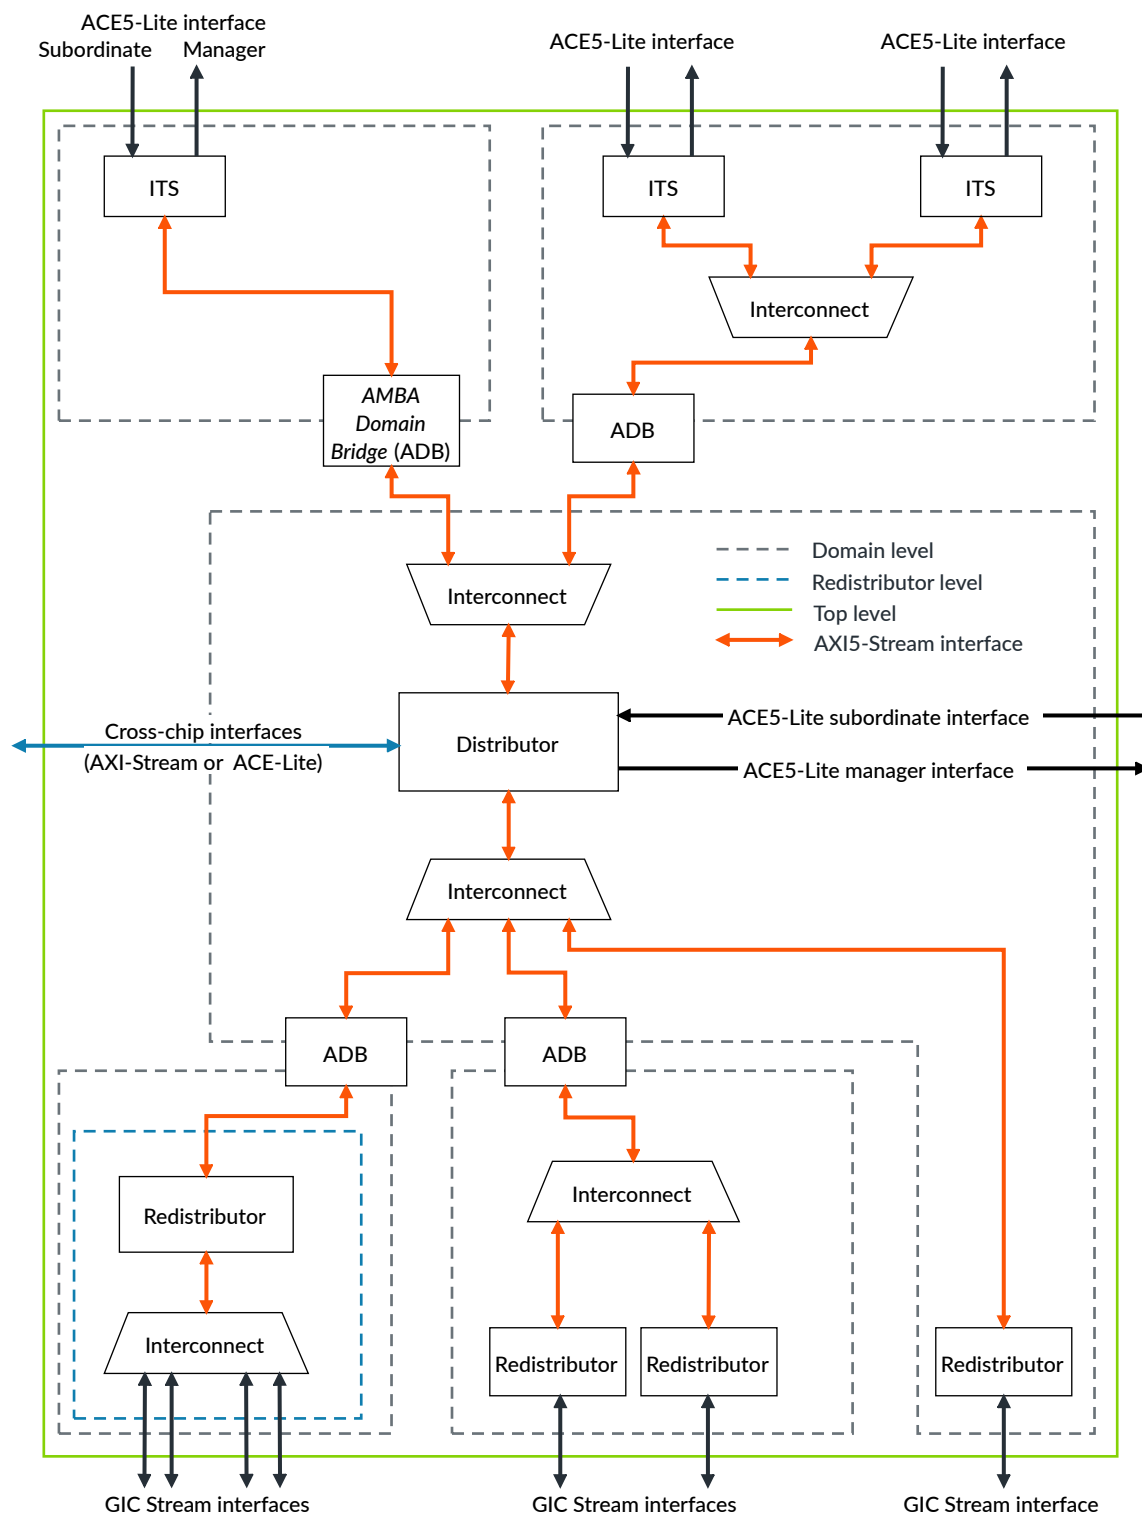 ACE5-Lite interface
Subordinate Manager
ACE5-Lite interface
ACE5-Lite interface
ITS
ITS
ITS
Interconnect
AMBA
Domain
Bridge (ADB)
ADB
Domain level
Redistributor level
Top level
AXI5-Stream interface
Interconnect
Cross-chip interfaces
(AXI-Stream or ACE-Lite)
Distributor
ACE5-Lite subordinate interface
ACE5-Lite manager interface
Interconnect
ADB
ADB
Redistributor
Interconnect
Interconnect
Redistributor
Redistributor
Redistributor
GIC Stream interfaces
GIC Stream interfaces
GIC Stream interface